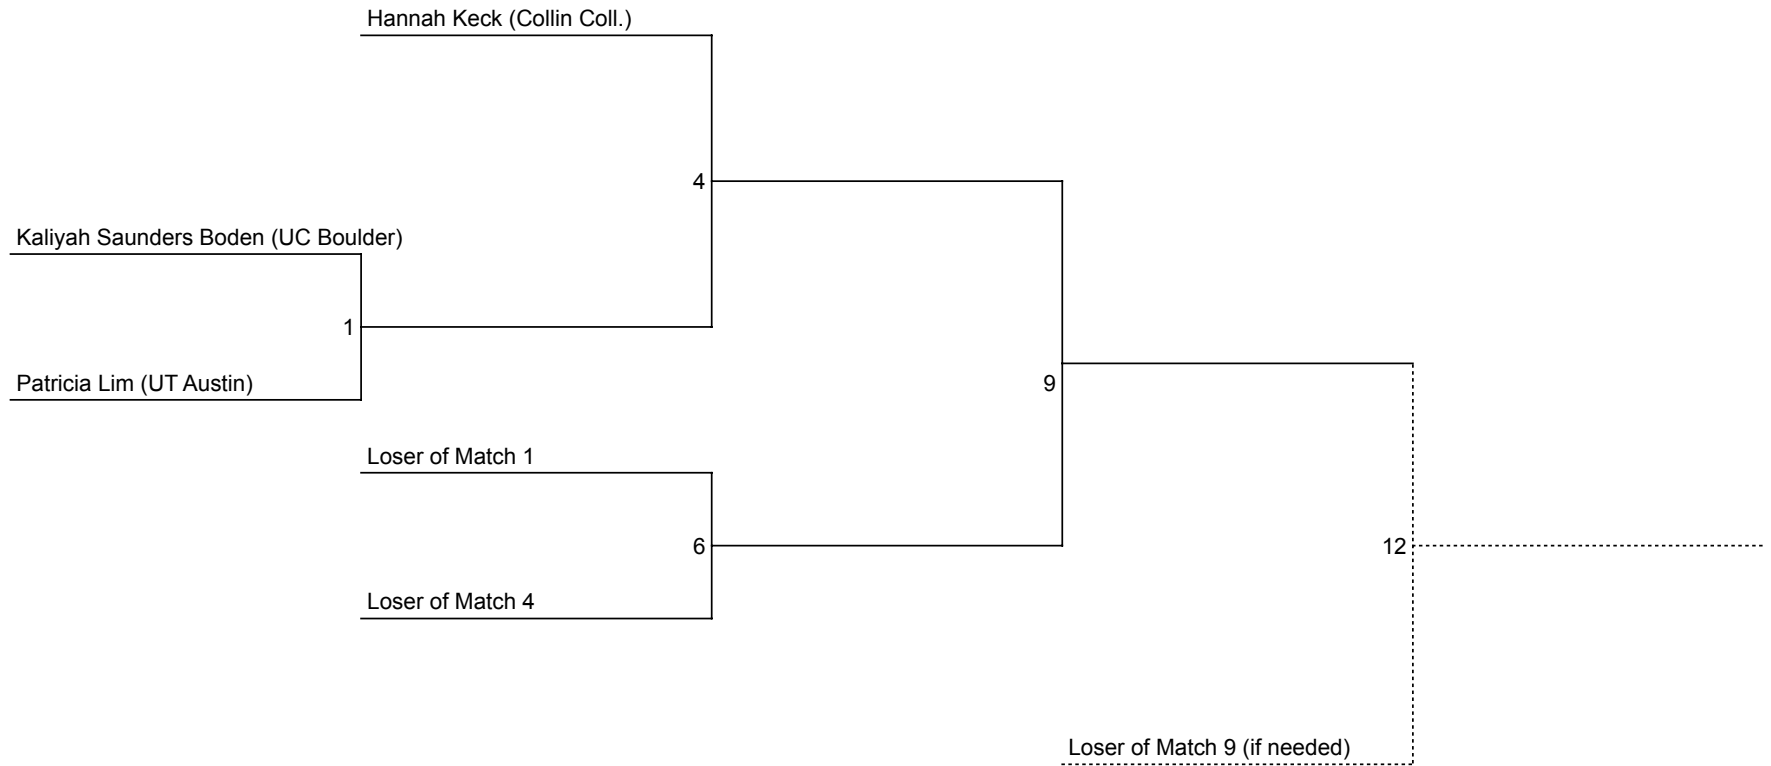 Hannah Keck (Collin Coll.)
4
Kaliyah Saunders Boden (UC Boulder)
1
Patricia Lim (UT Austin)
9
Loser of Match 1
6
12
Loser of Match 4
Loser of Match 9 (if needed)